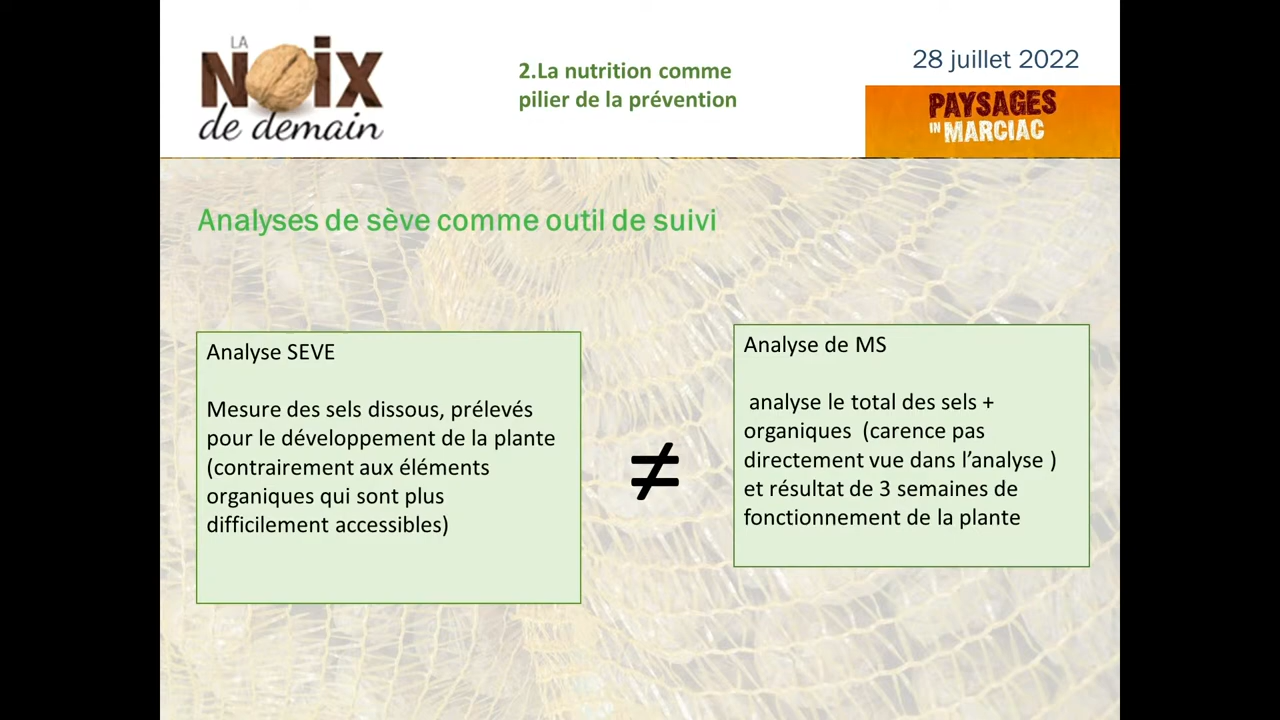 LA
NOIX
de demain
2.La nutrition comme
pilier de la prévention
28 juillet 2022
PAYSAGES
IN MARCIAC
Analyses de sève comme outil de suivi
Analyse SEVE
Mesure des sels dissous, prélevés
pour le développement de la plante
(contrairement aux éléments
organiques qui sont plus
difficilement accessibles)
≠
Analyse de MS
analyse le total des sels +
organiques (carence pas
directement vue dans l’analyse )
et résultat de 3 semaines de
fonctionnement de la plante